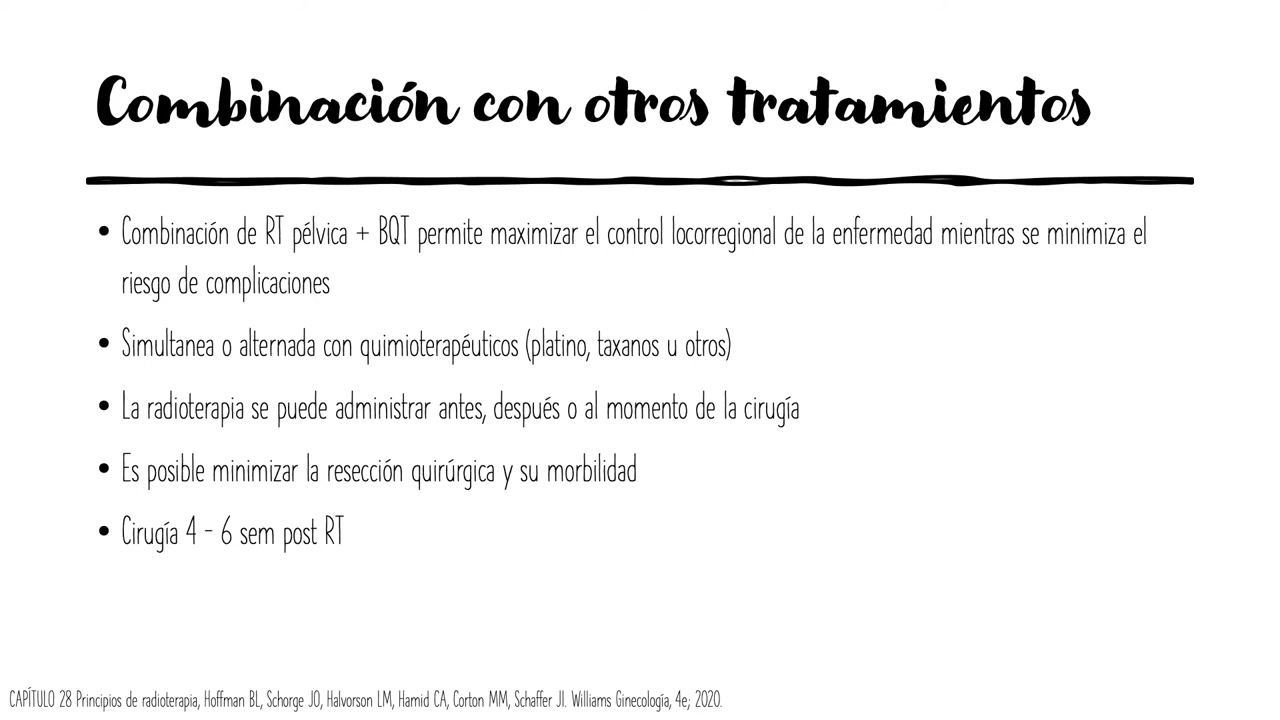 Combinación con otros tratamientos
• Combinación de RT pélvica + BQT permite maximizar el control locorregional de la enfermedad mientras se minimiza el
riesgo de complicaciones
• Simultanea o alternada con quimioterapéuticos (platino, taxanos u otros)
• La radioterapia se puede administrar antes, después o al momento de la cirugía
• Es posible minimizar la resección quirúrgica y su morbilidad
• Cirugía 4 - 6 sem post RT
CAPÍTULO 28 Principios de radioterapia, Hoffman BL, Schorge JO, Halvorson LM, Hamid CA, Corton MM, Schaffer JI. Williams Ginecología, 4e; 2020.